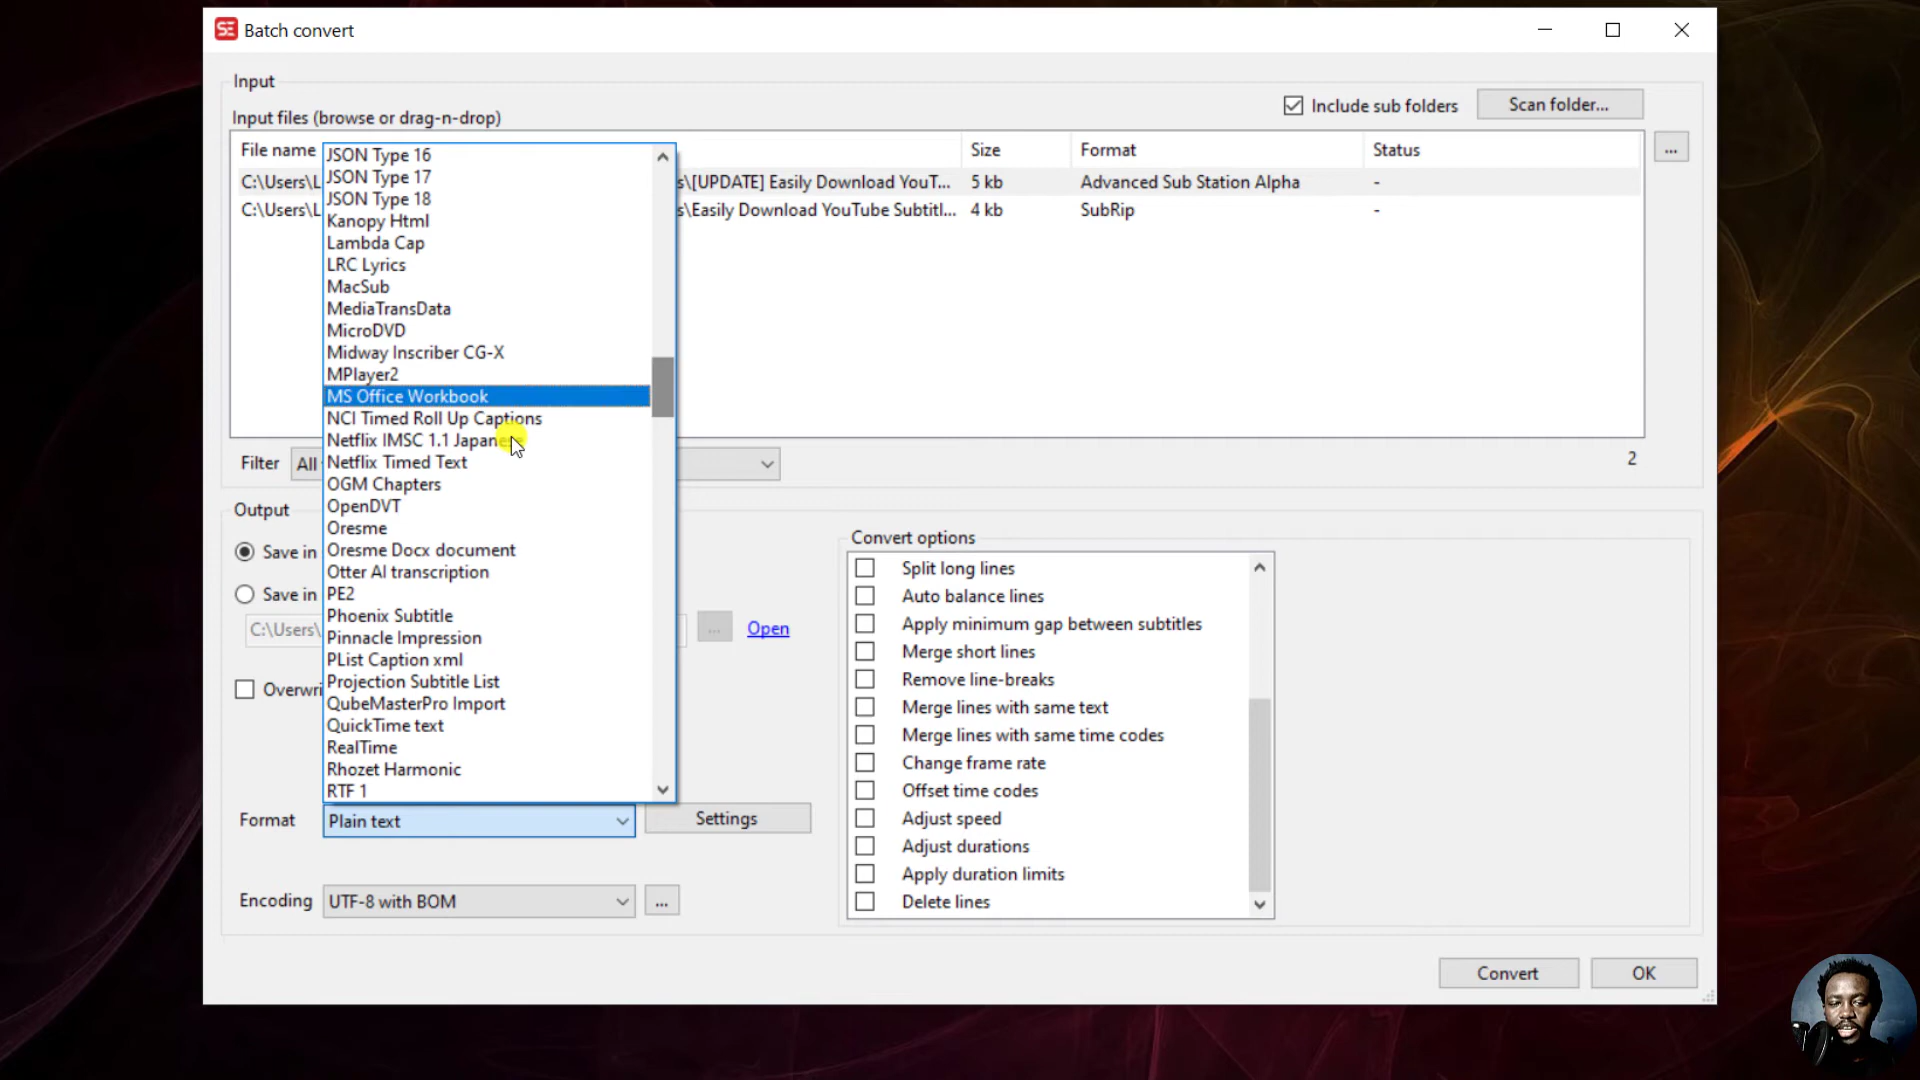 SE Batch convert
Input
Input files (browse or drag-n-drop)
Include sub folders
Scan folder...
File name
Size
Format
Status
...
C:\Users\L
s\[UPDATE] Easily Download YouT...
5 kb
Advanced Sub Station Alpha
-
C:\Users\L
s\Easily Download YouTube Subtitl...
4 kb
SubRip
-
JSON Type 16
JSON Type 17
JSON Type 18
Kanopy Html
Lambda Cap
LRC Lyrics
MacSub
MediaTransData
MicroDVD
Midway Inscriber CG-X
MPlayer2
MS Office Workbook
NCI Timed Roll Up Captions
Netflix IMSC 1.1 Japanese
Netflix Timed Text
OGM Chapters
OpenDVT
Oresme
Oresme Docx document
Otter AI transcription
PE2
Phoenix Subtitle
Pinnacle Impression
PList Caption xml
Projection Subtitle List
QubeMasterPro Import
QuickTime text
RealTime
Rhozet Harmonic
RTF 1
Filter
All
2
Output
Save in
Save in
C:\Users\
...
Open
Overwri
Format
Plain text
Settings
Encoding
UTF-8 with BOM
...
Convert options
Split long lines
Auto balance lines
Apply minimum gap between subtitles
Merge short lines
Remove line-breaks
Merge lines with same text
Merge lines with same time codes
Change frame rate
Offset time codes
Adjust speed
Adjust durations
Apply duration limits
Delete lines
Convert
OK